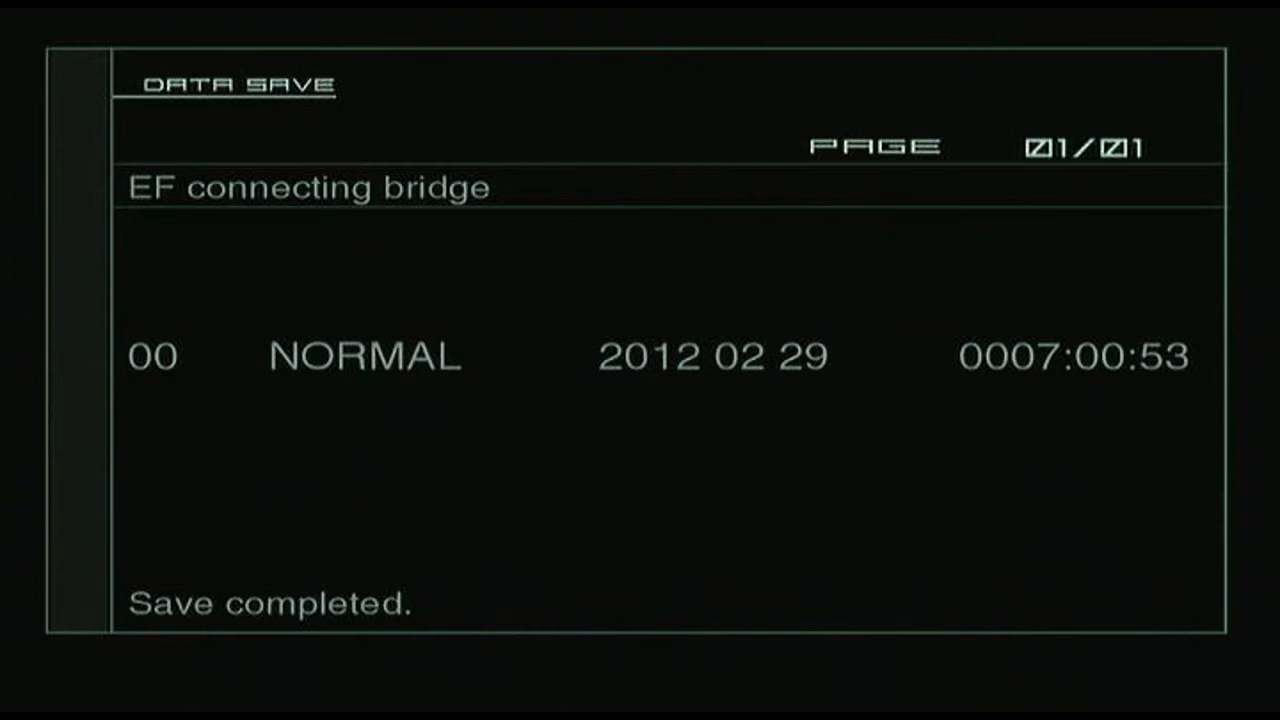 DATA SAVE
PAGE 01/01
EF connecting bridge
00 NORMAL 2012 02 29 0007:00:53
Save completed.